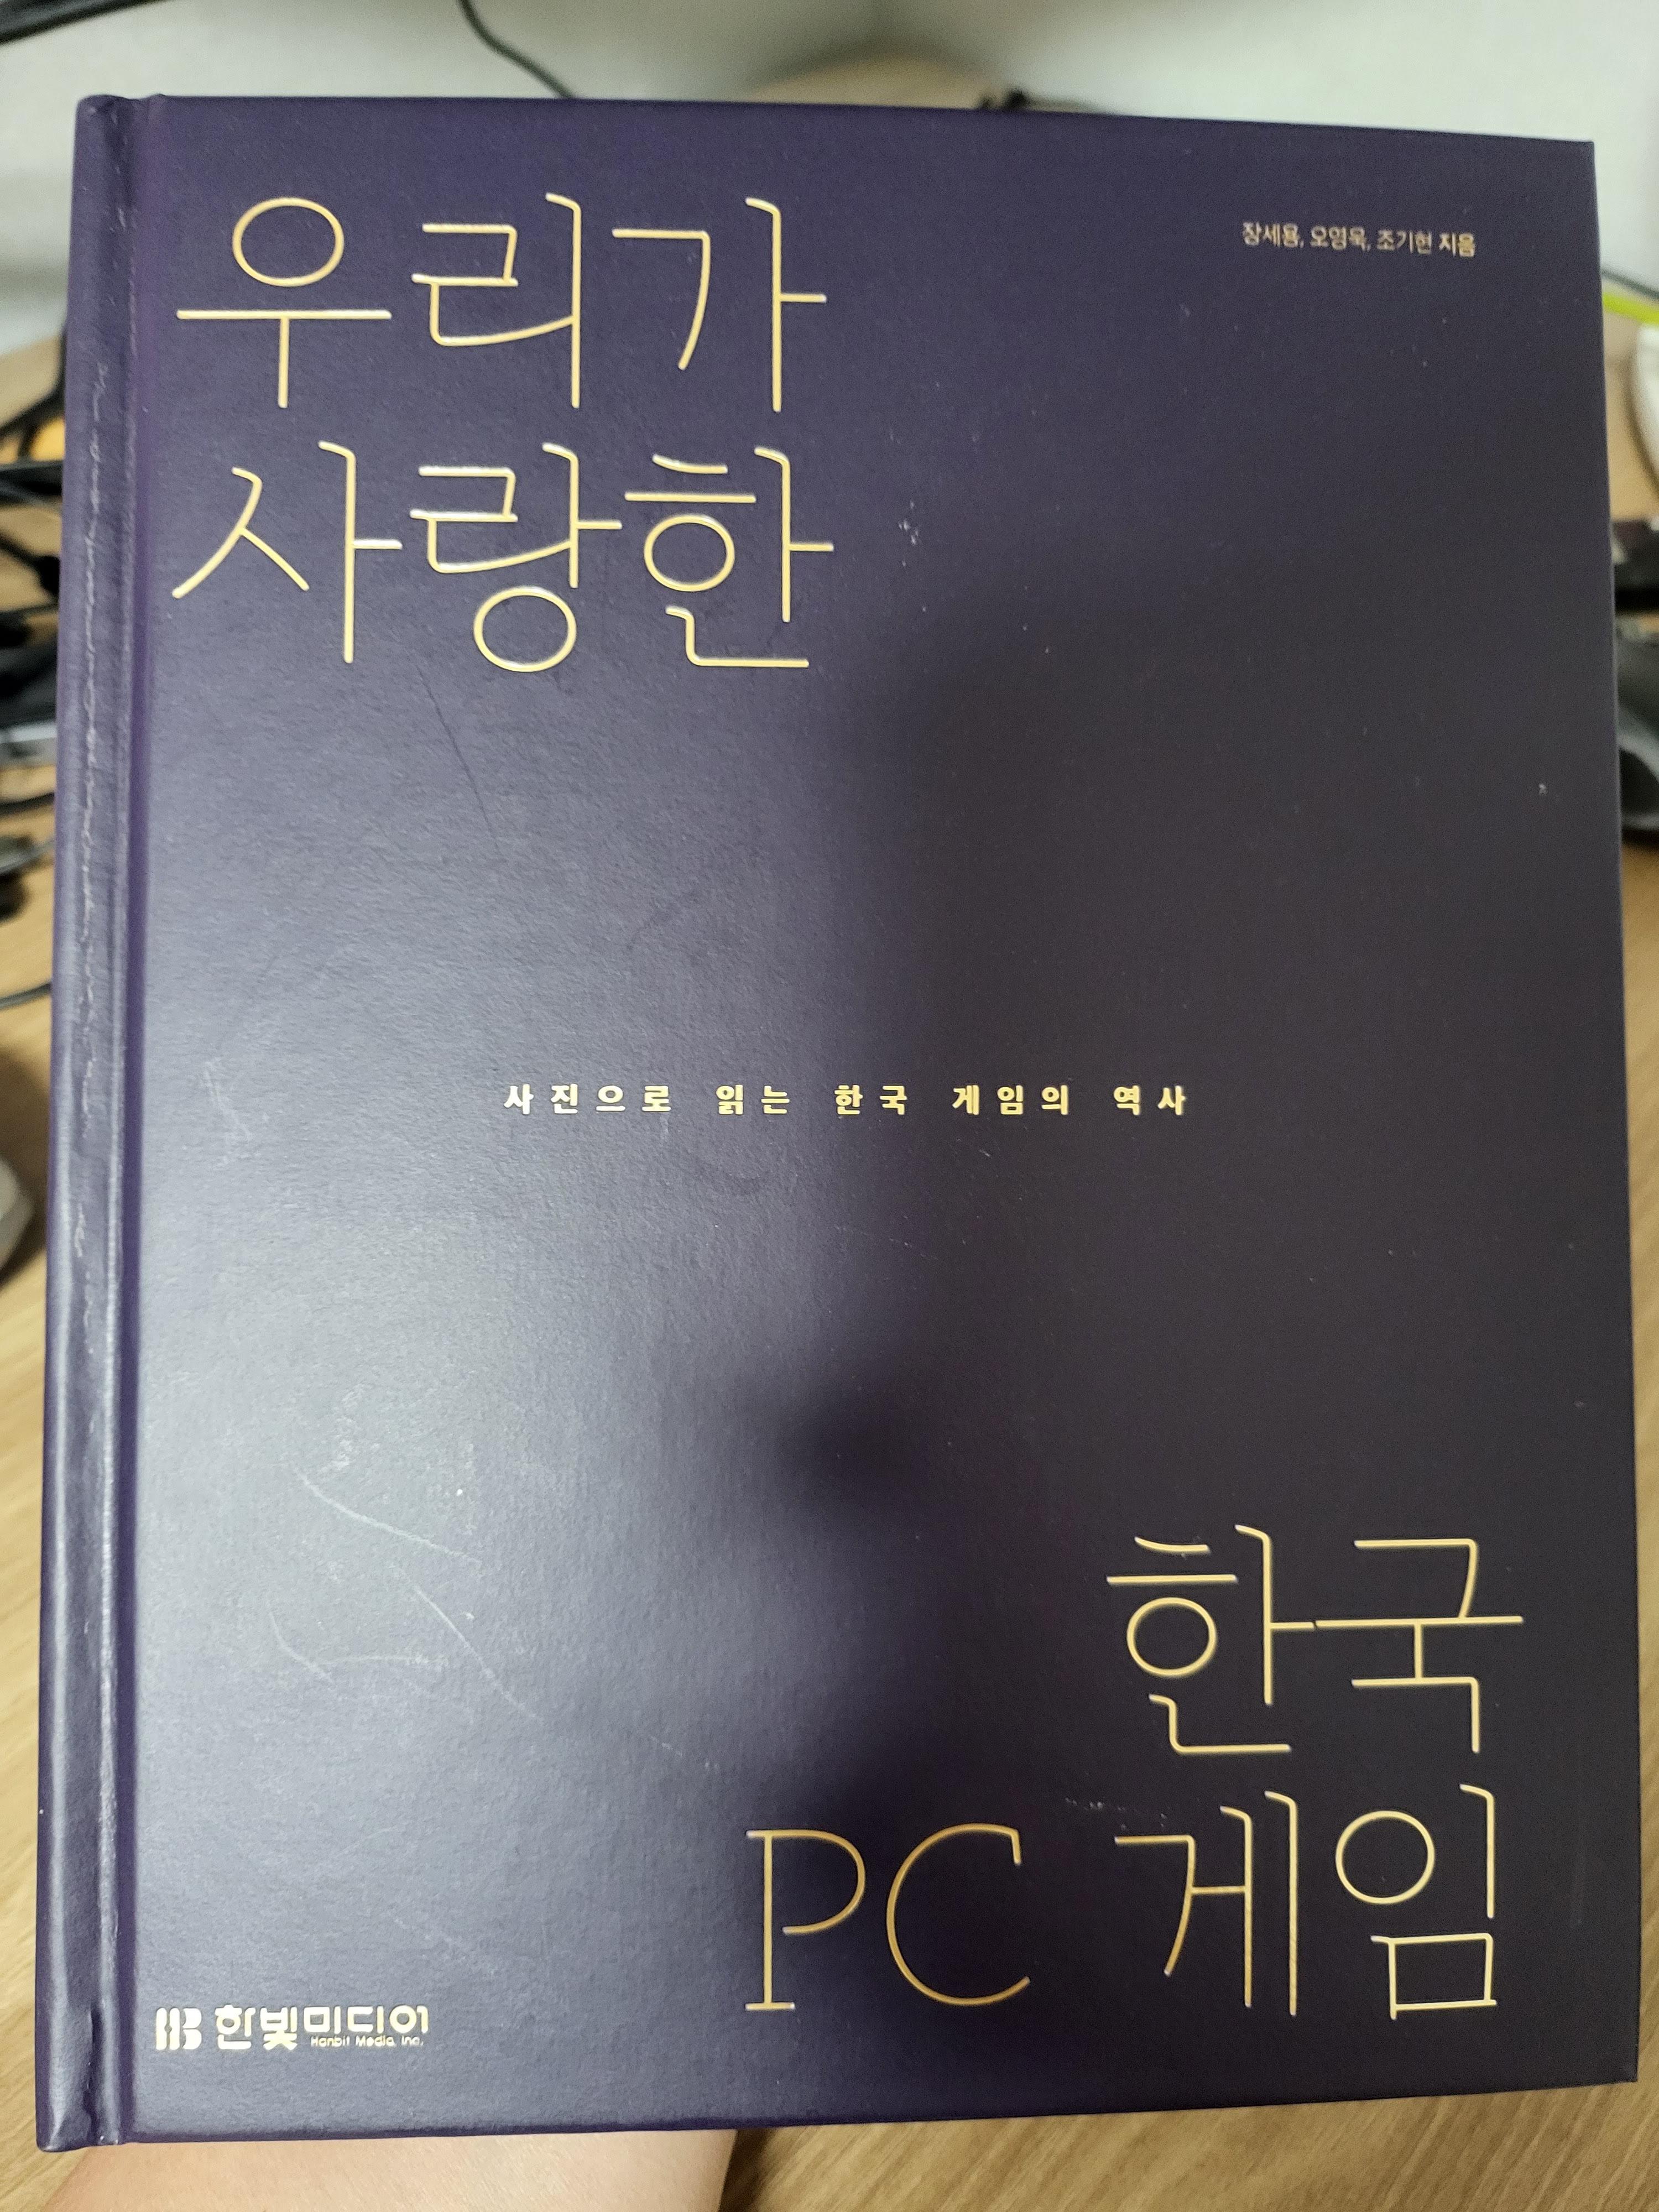 우리가
사랑한
장세용, 오영욱, 조기현 지음
사진으로 읽는 한국 게임의 역사
한국
PC 게임
한빛미디어
Hanbit Media, Inc.